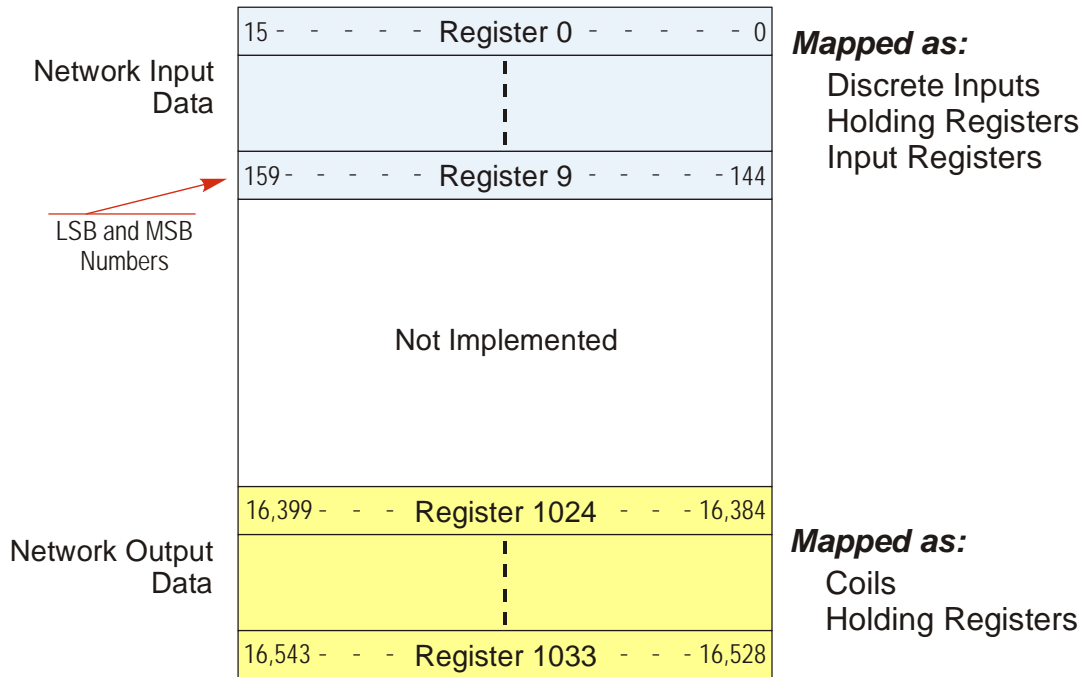 15 - - - - - Register 0 - - - - - 0
Mapped as:
Network Input
Data
Discrete Inputs
Holding Registers
Input Registers
159 - - - - - Register 9 - - - - - 144
LSB and MSB
Numbers
Not Implemented
16,399 - - - Register 1024 - - - 16,384
Network Output
Data
Mapped as:
Coils
Holding Registers
16,543 - - - Register 1033 - - - 16,528